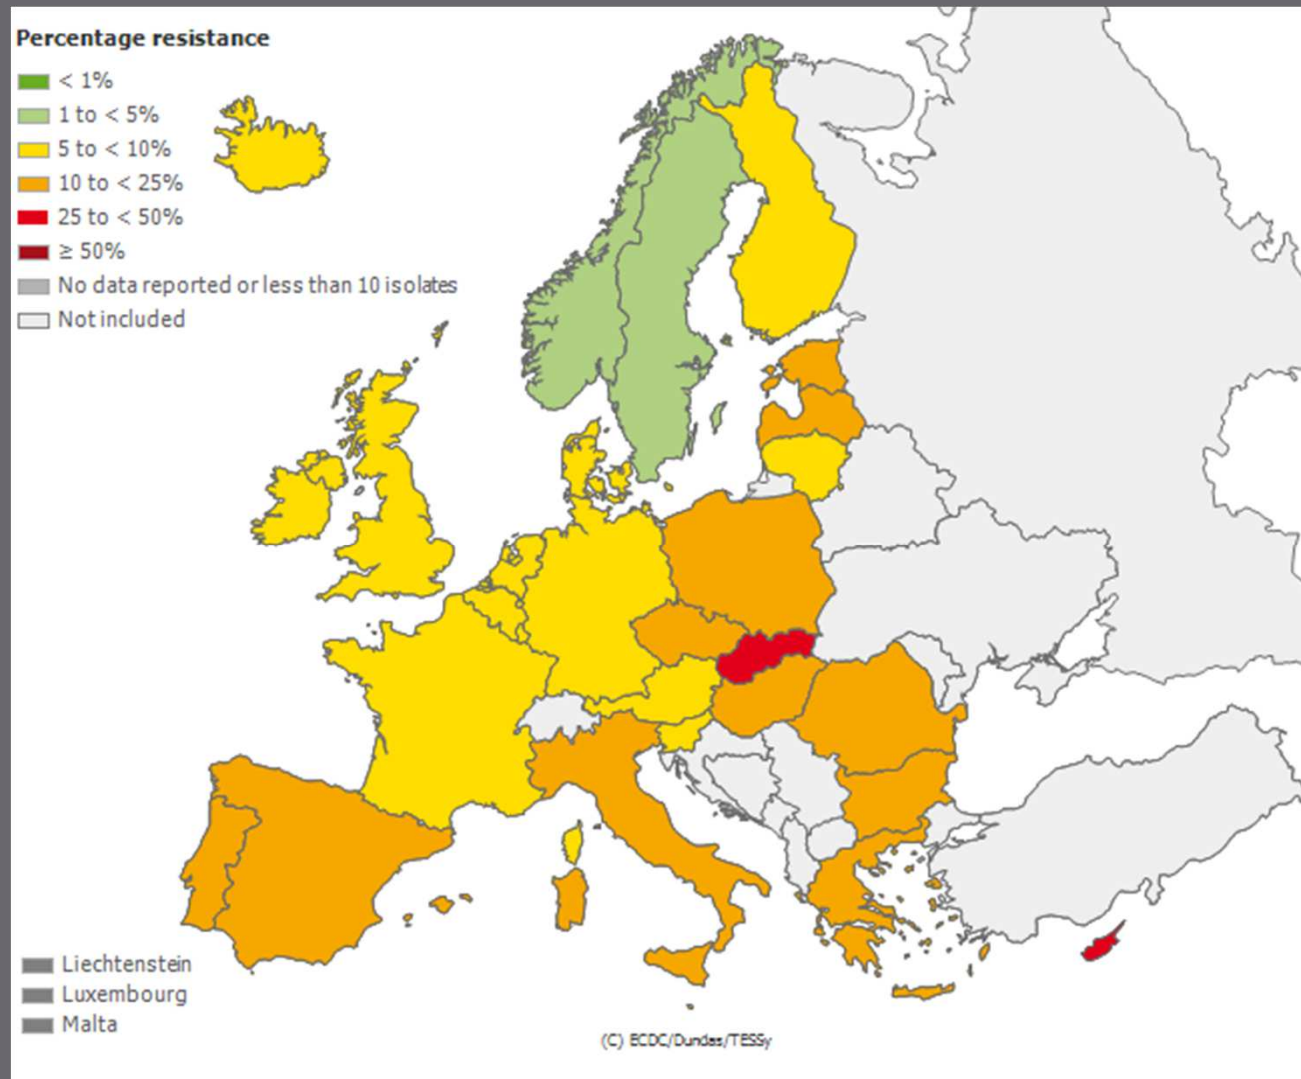 Percentage resistance
< 1%
1 to < 5%
5 to < 10%
10 to < 25%
25 to < 50%
≥ 50%
No data reported or less than 10 isolates
Not included
Liechtenstein
Luxembourg
Malta
(C) ECDC/Dundas/TESSy